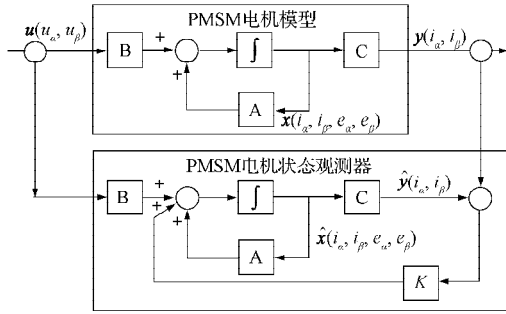 u(uα, uβ)
PMSM电机模型
B
+
+
∫
C
A
x(iα, iβ, eα, eβ)
y(iα, iβ)
PMSM电机状态观测器
B
+
+
+
∫
C
A
x̂(iα, iβ, eα, eβ)
ŷ(iα, iβ)
K